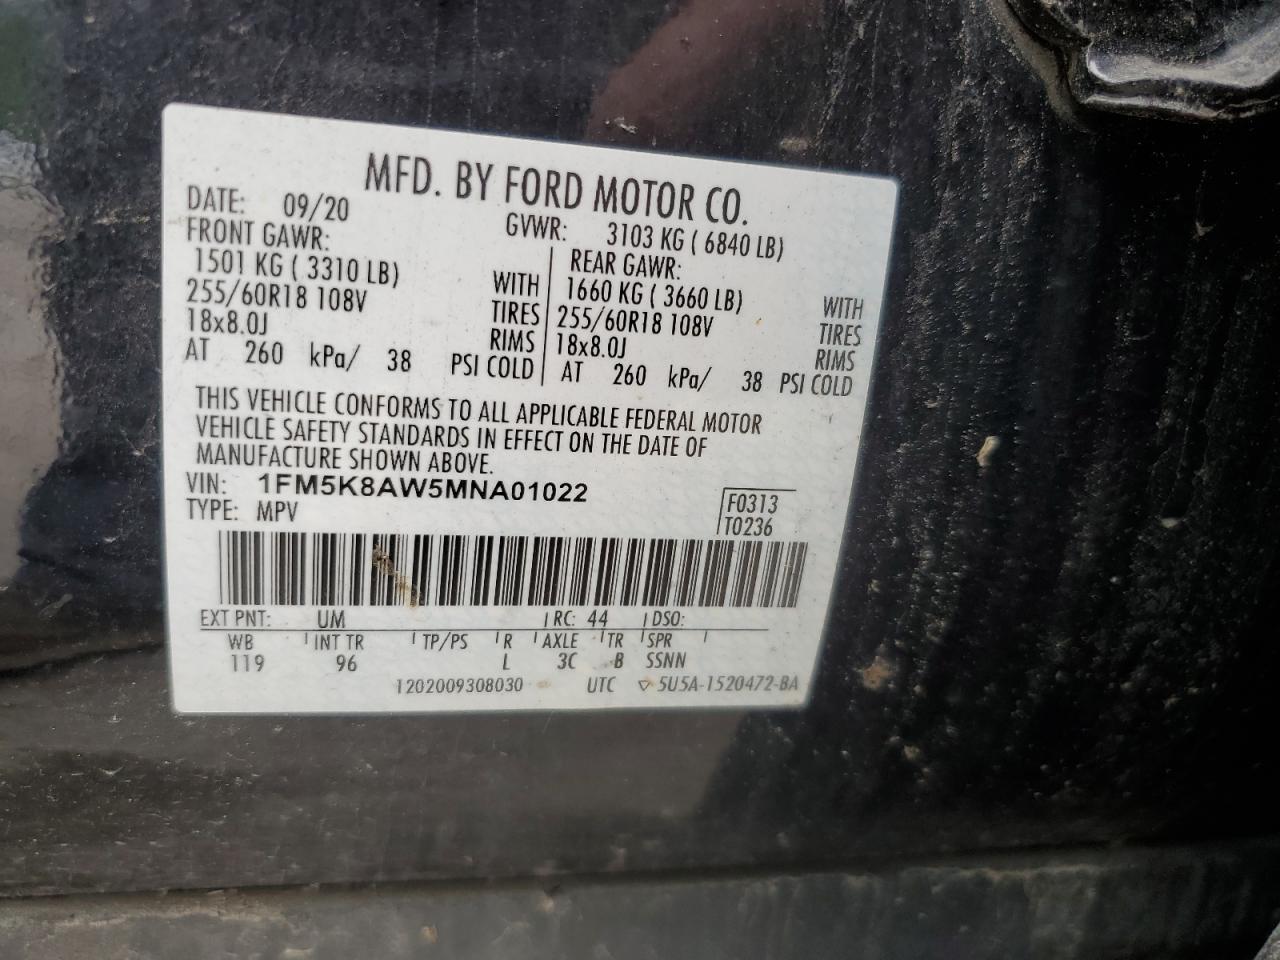 MFD. BY FORD MOTOR CO.
DATE: 09/20 GVWR: 3103 KG ( 6840 LB)
FRONT GAWR: REAR GAWR:
1501 KG ( 3310 LB) WITH 1660 KG ( 3660 LB) WITH
255/60R18 108V TIRES 255/60R18 108V TIRES
18x8.0J RIMS 18x8.0J RIMS
AT 260 kPa/ 38 PSI COLD AT 260 kPa/ 38 PSI COLD
THIS VEHICLE CONFORMS TO ALL APPLICABLE FEDERAL MOTOR
VEHICLE SAFETY STANDARDS IN EFFECT ON THE DATE OF
MANUFACTURE SHOWN ABOVE.
VIN: 1FM5K8AW5MNA01022 F0313
TYPE: MPV T0236
EXT PNT: UM RC: 44 DSO:
WB INT TR TP/PS R AXLE TR SPR
119 96 L 3C B SSNN
1202009308030 UTC ▽ 5U5A-1520472-BA